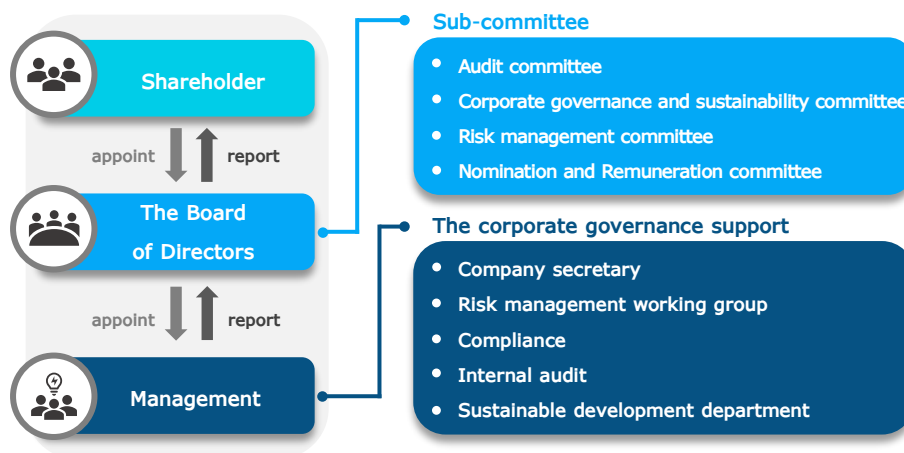 Shareholder
appoint
report
The Board
of Directors
appoint
report
Management
Sub-committee
• Audit committee
• Corporate governance and sustainability committee
• Risk management committee
• Nomination and Remuneration committee
The corporate governance support
• Company secretary
• Risk management working group
• Compliance
• Internal audit
• Sustainable development department